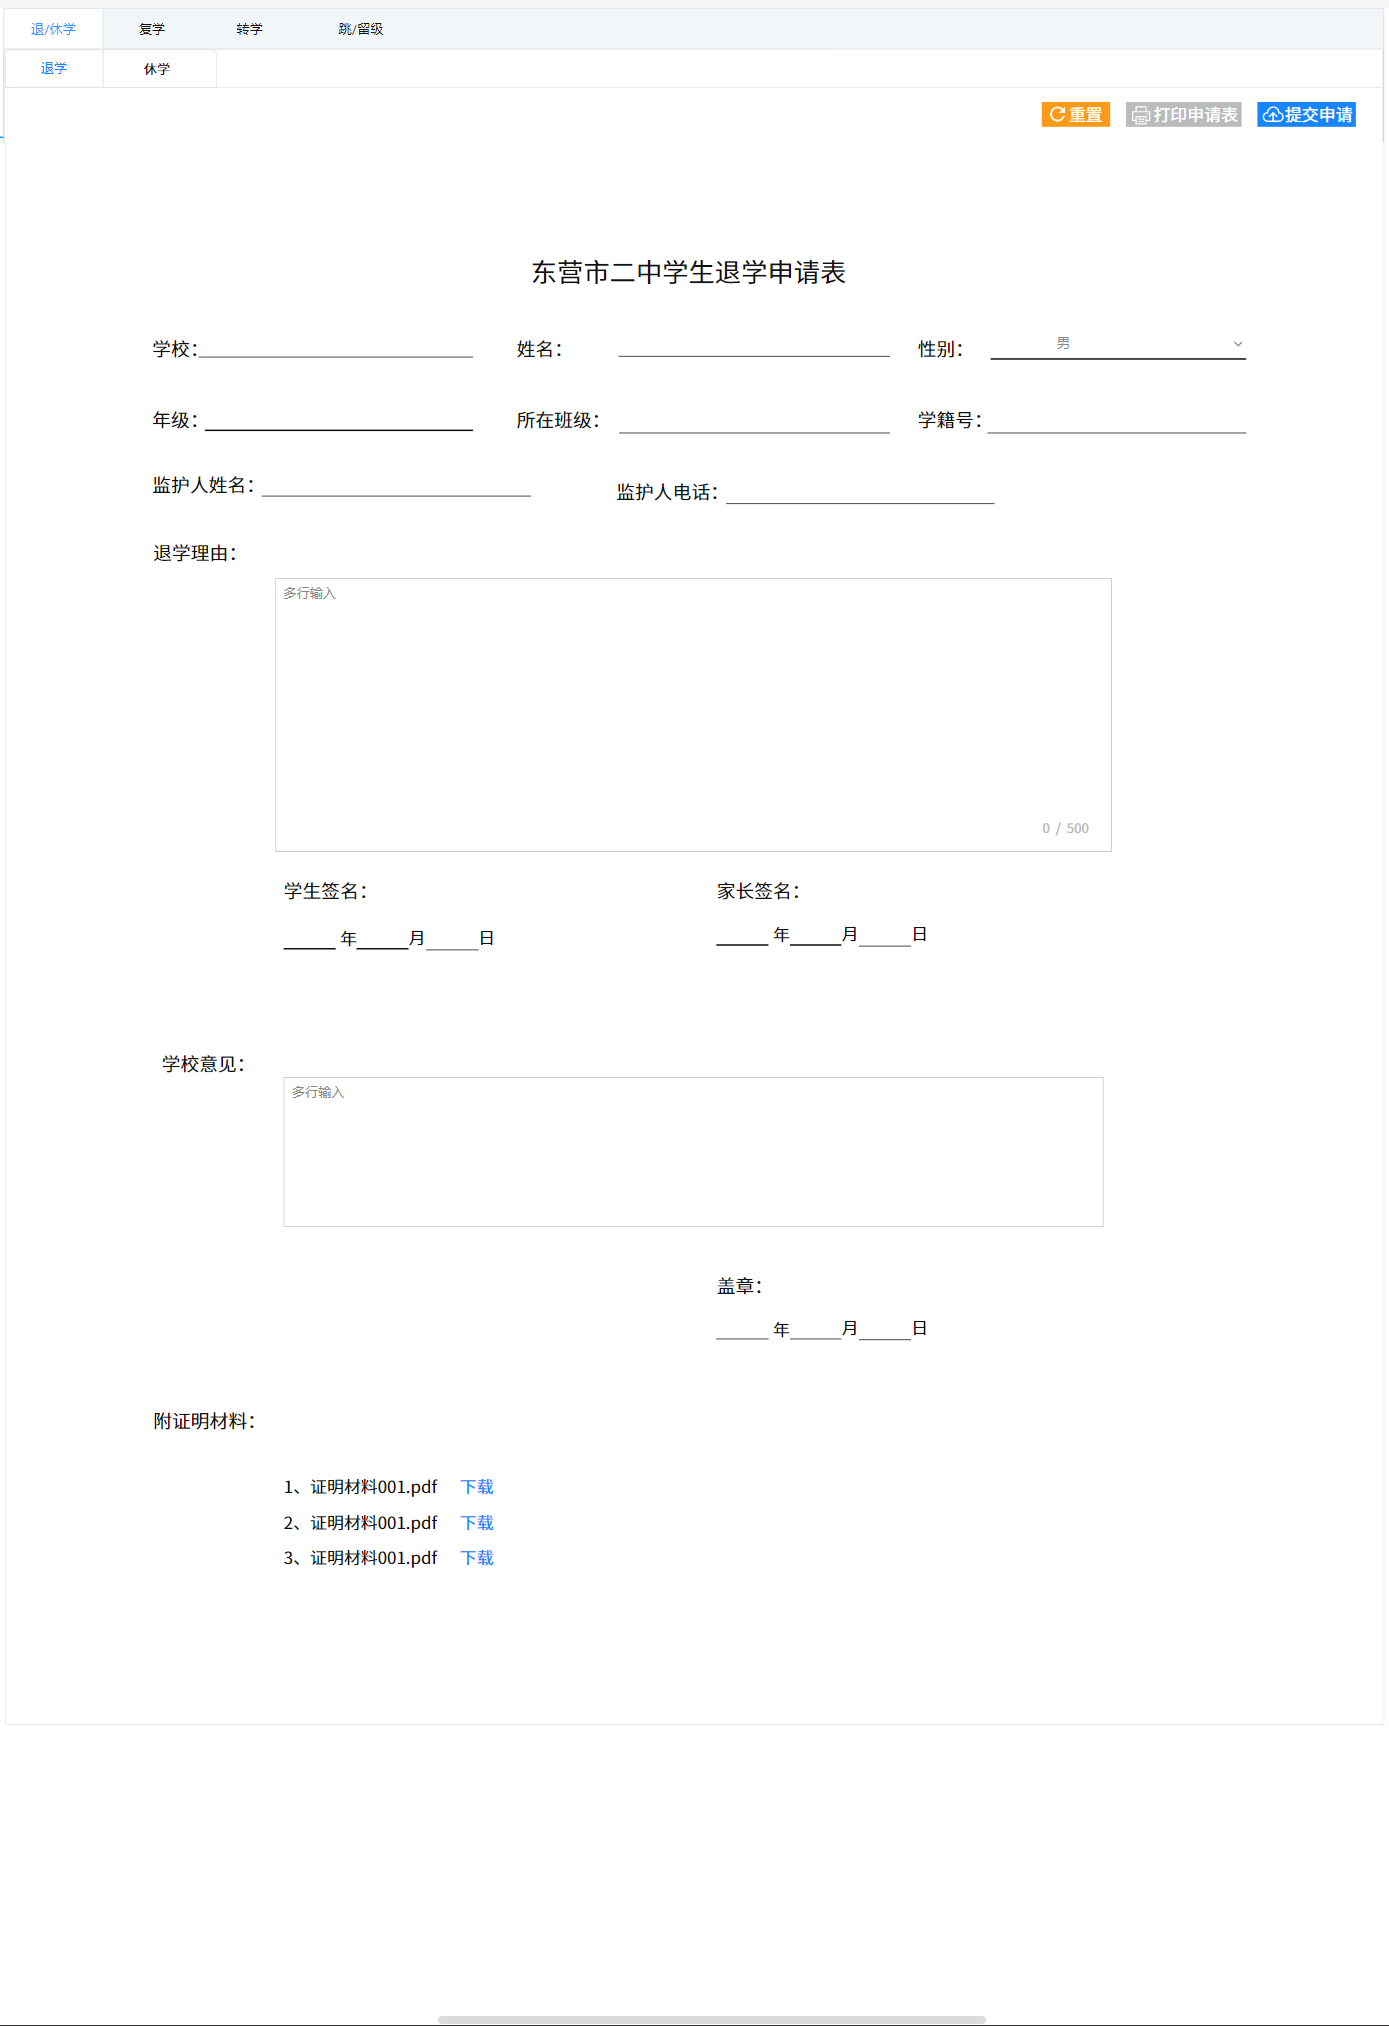 退/休学 复学 转学 跳/留级
退学 休学
重置 打印申请表 提交申请
东营市二中学生退学申请表
学校： 姓名： 性别： 男
年级： 所在班级： 学籍号：
监护人姓名： 监护人电话：
退学理由：
多行输入
0 / 500
学生签名： 家长签名：
年 月 日 年 月 日
学校意见：
多行输入
盖章：
年 月 日
附证明材料：
1、证明材料001.pdf 下载
2、证明材料001.pdf 下载
3、证明材料001.pdf 下载